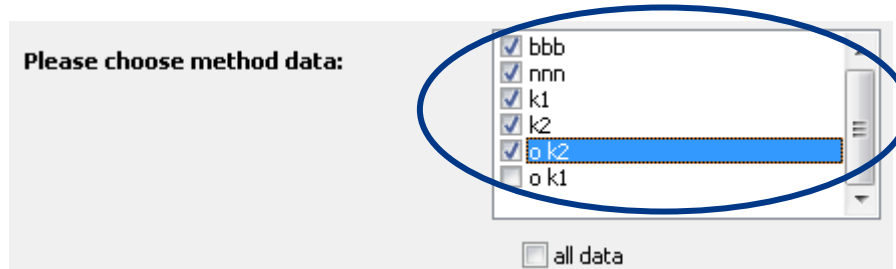 Please choose method data:
bbb
nnn
k1
k2
o k2
o k1
all data